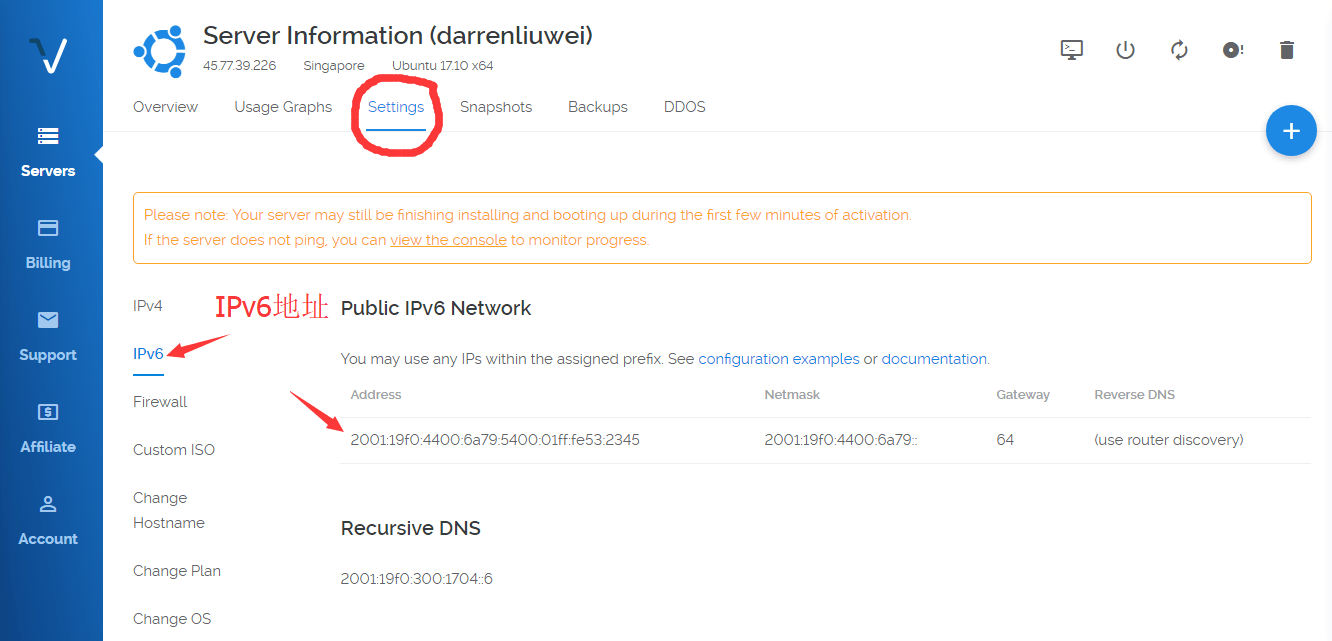 Server Information (darrenliuwei)
45.77.39.226 Singapore Ubuntu 17.10 x64
Overview Usage Graphs Settings Snapshots Backups DDOS
Servers
Billing
Support
Affiliate
Account
Please note: Your server may still be finishing installing and booting up during the first few minutes of activation.
If the server does not ping, you can view the console to monitor progress.
IPv4
IPv6地址
IPv6
Firewall
Custom ISO
Change
Hostname
Change Plan
Change OS
Public IPv6 Network
You may use any IPs within the assigned prefix. See configuration examples or documentation.
Address Netmask Gateway Reverse DNS
2001:19f0:4400:6a79:5400:01ff:fe53:2345 2001:19f0:4400:6a79:: 64 (use router discovery)
Recursive DNS
2001:19f0:300:1704::6